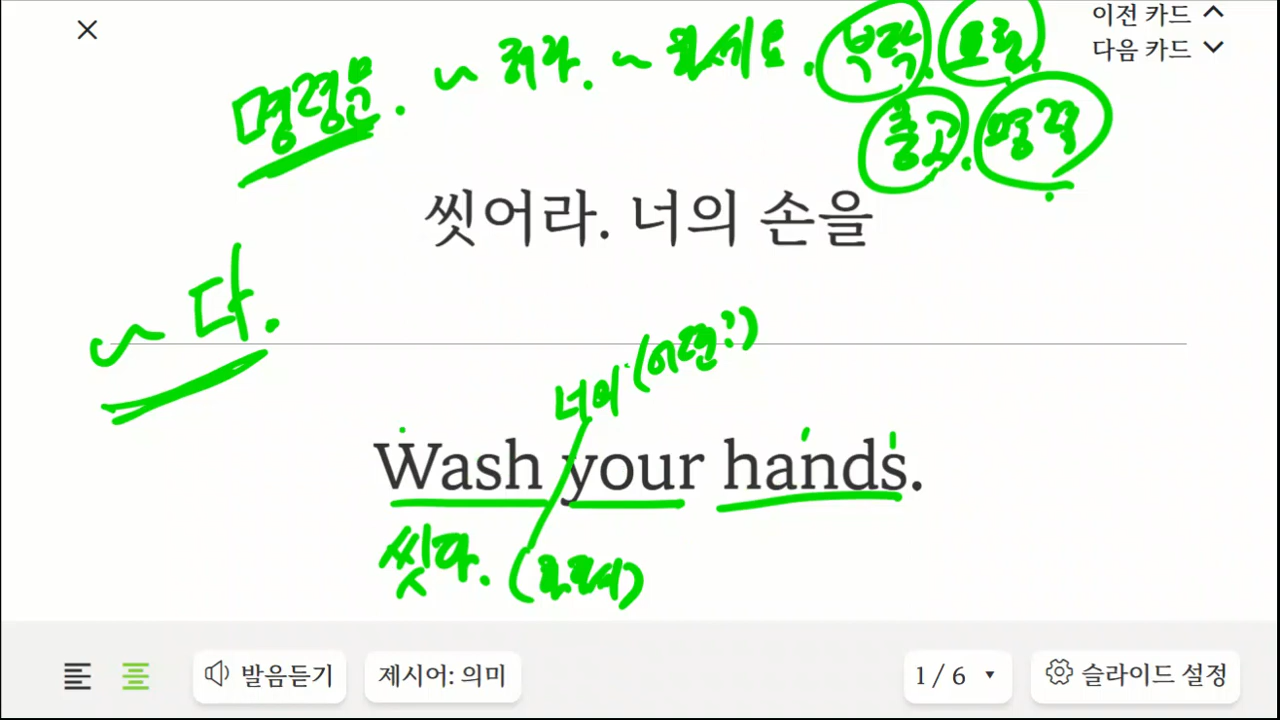 이전 카드
다음 카드
명령문. ~ 해라. ~ 하세요. 부탁, 요청,
충고, 명령
씻어라. 너의 손을
~ 다.
너의 (어떤?)
Wash your hands.
씻다.
발음듣기
제시어: 의미
1 / 6
슬라이드 설정